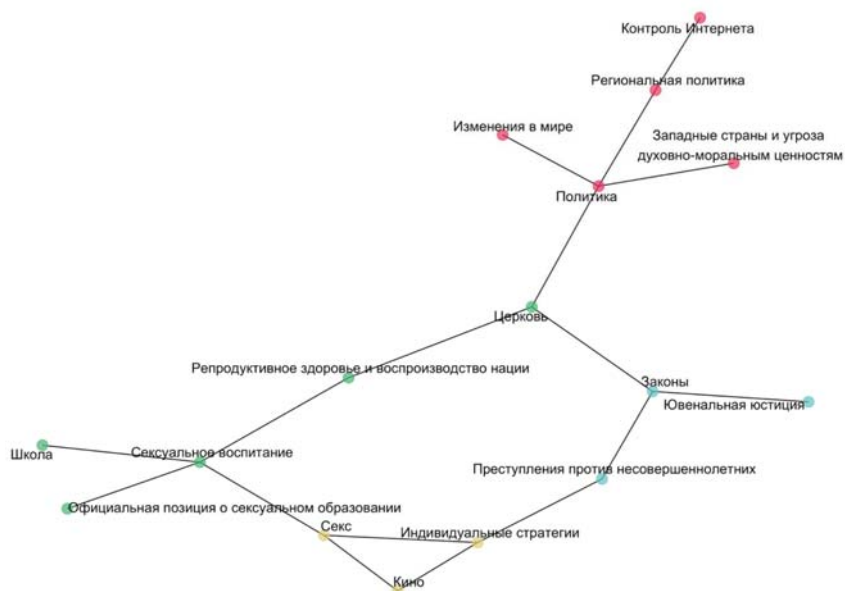 Контроль Интернета
Региональная политика
Изменения в мире
Западные страны и угроза
духовно-моральным ценностям
Политика
Церковь
Репродуктивное здоровье и воспроизводство нации
Законы
Ювенальная юстиция
Школа
Сексуальное воспитание
Преступления против несовершеннолетних
Официальная позиция о сексуальном образовании
Секс
Индивидуальные стратегии
Кино